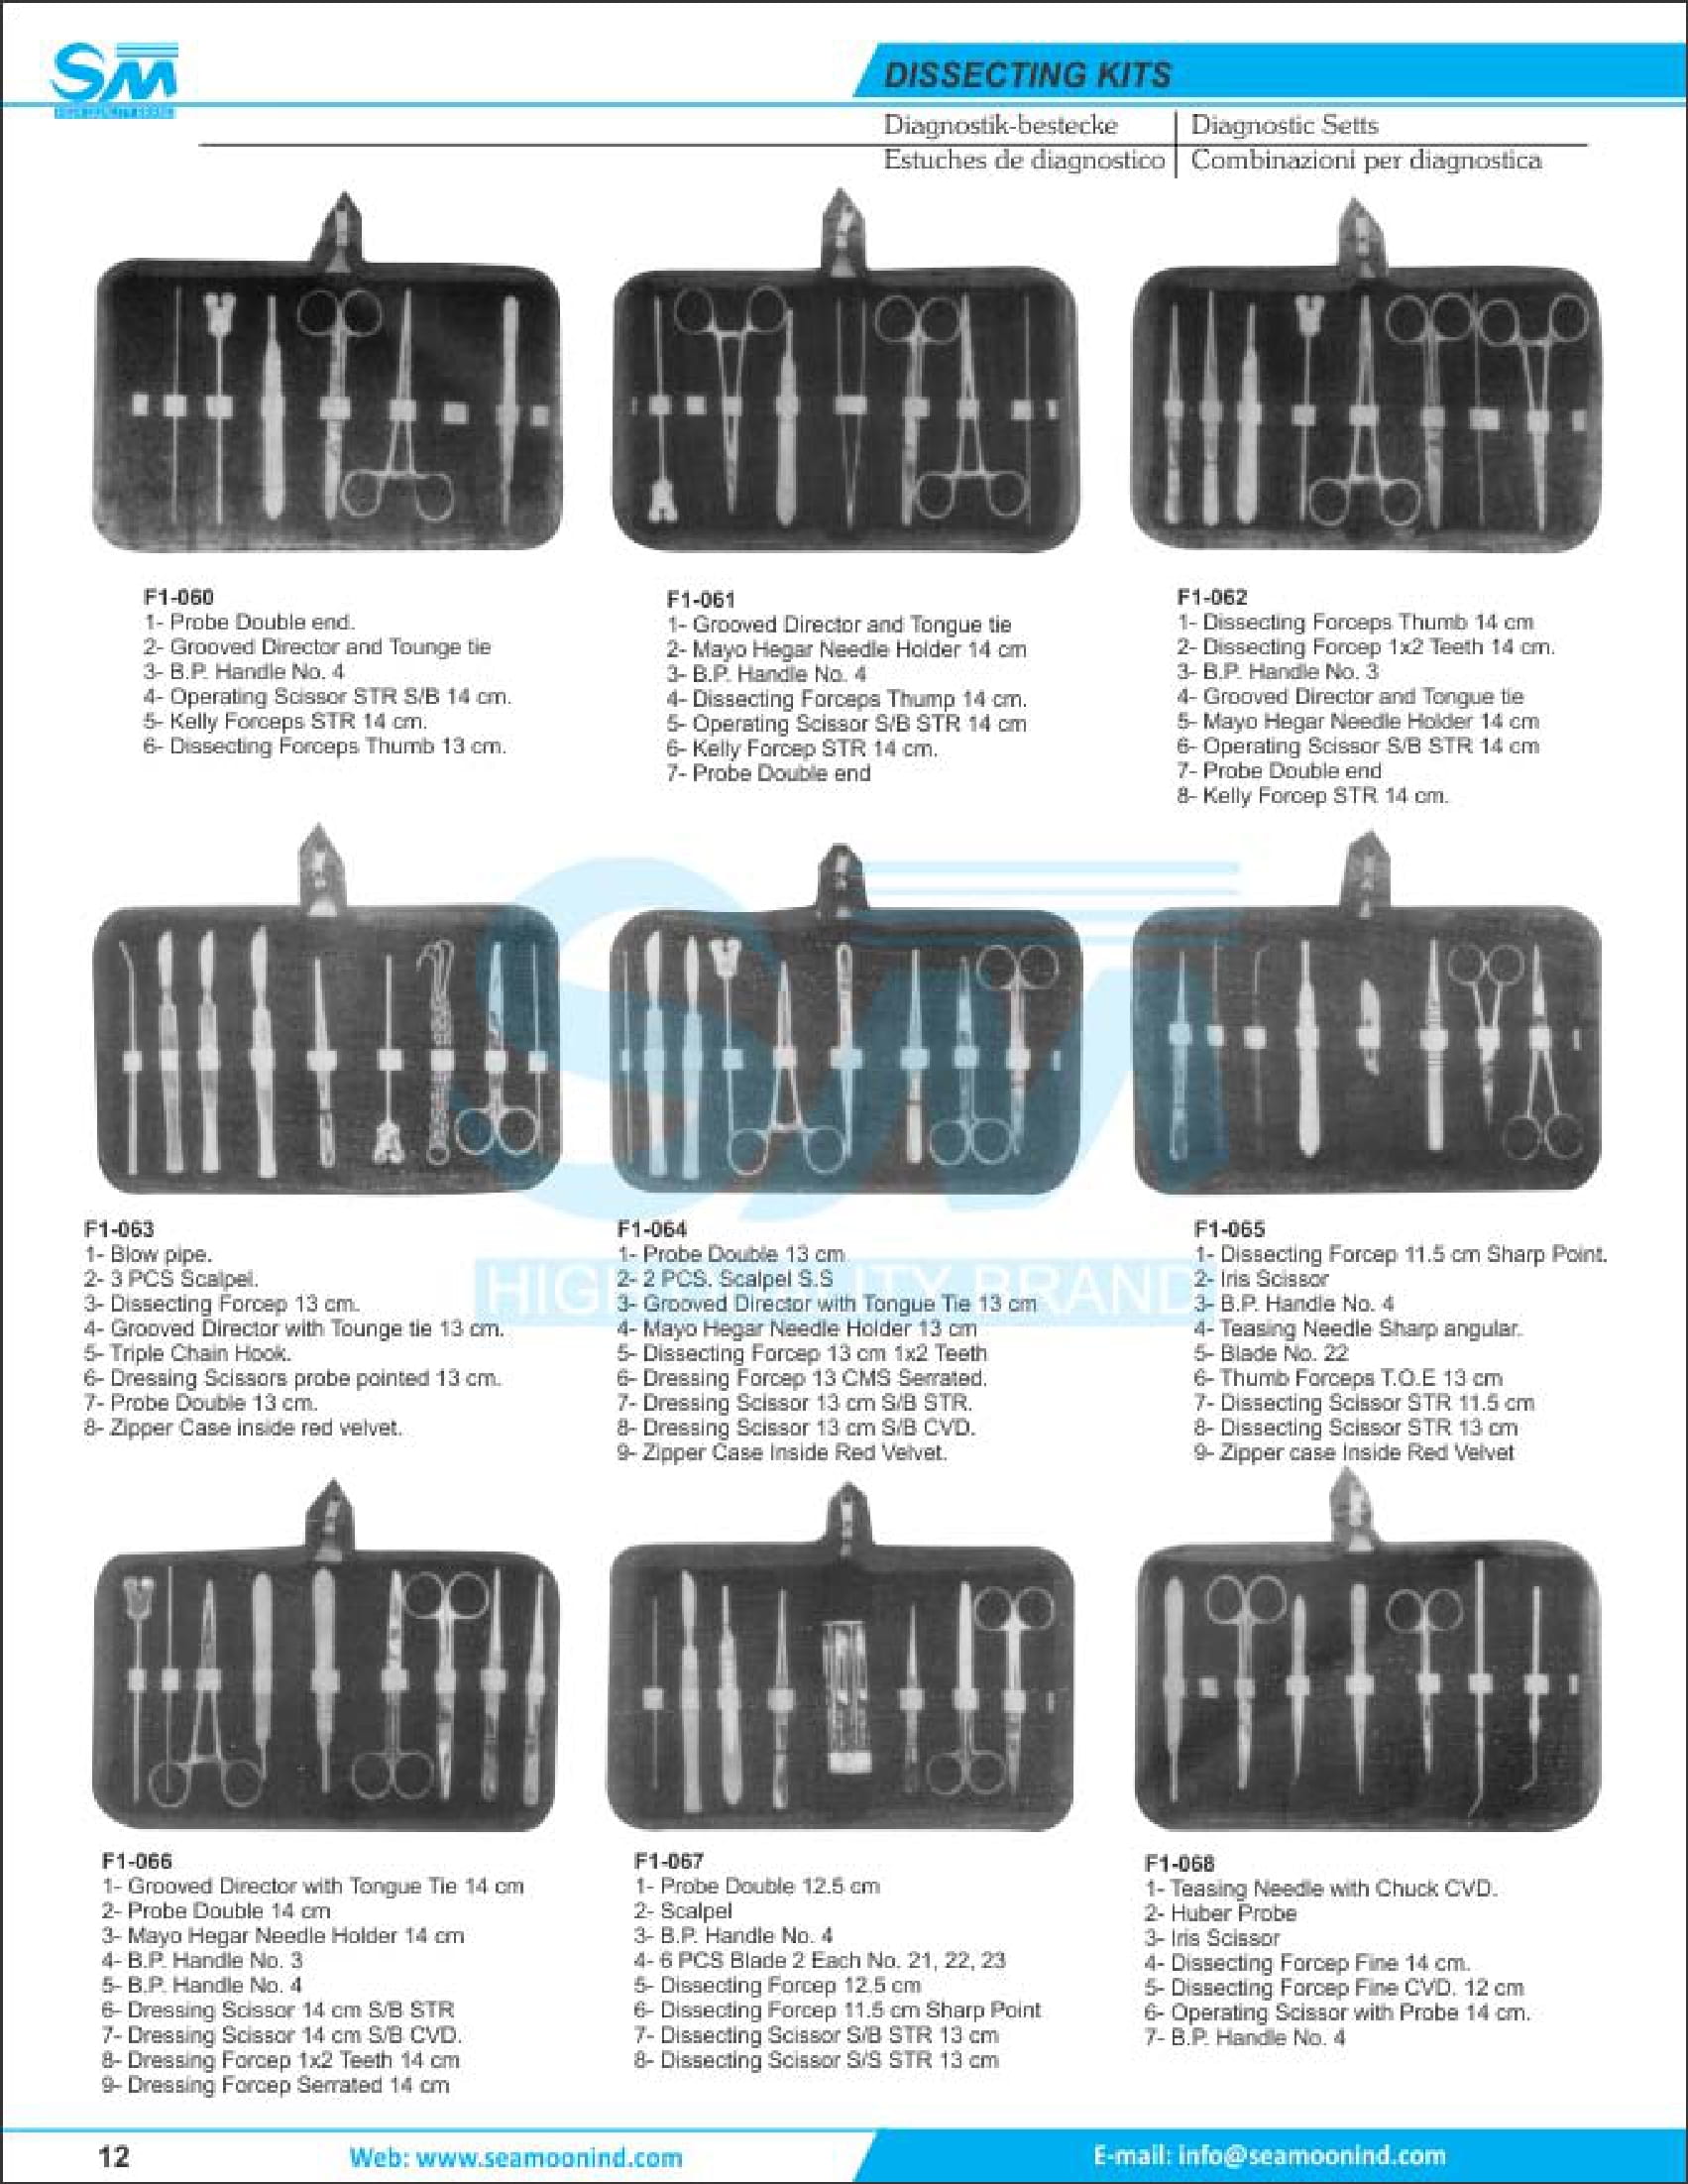 SM
DISSECTING KITS
Diagnostik-bestecke
Diagnostic Setts
Estuches de diagnostico
Combinazioni per diagnostica
F1-060
1- Probe Double end.
2- Grooved Director and Tounge tie
3- B.P. Handle No. 4
4- Operating Scissor STR S/B 14 cm.
5- Kelly Forceps STR 14 cm.
6- Dissecting Forceps Thumb 13 cm.
F1-061
1- Grooved Director and Tongue tie
2- Mayo Hegar Needle Holder 14 cm
3- B.P. Handle No. 4
4- Dissecting Forceps Thump 14 cm.
5- Operating Scissor S/B STR 14 cm
6- Kelly Forcep STR 14 cm.
7- Probe Double end
F1-062
1- Dissecting Forceps Thumb 14 cm
2- Dissecting Forcep 1x2 Teeth 14 cm.
3- B.P. Handle No. 3
4- Grooved Director and Tongue tie
5- Mayo Hegar Needle Holder 14 cm
6- Operating Scissor S/B STR 14 cm
7- Probe Double end
8- Kelly Forcep STR 14 cm.
SM
HIGH QUALITY BRAND
F1-063
1- Blow pipe.
2- 3 PCS Scalpel.
3- Dissecting Forcep 13 cm.
4- Grooved Director with Tounge tie 13 cm.
5- Triple Chain Hook.
6- Dressing Scissors probe pointed 13 cm.
7- Probe Double 13 cm.
8- Zipper Case inside red velvet.
F1-064
1- Probe Double 13 cm
2- 2 PCS. Scalpel S.S
3- Grooved Director with Tongue Tie 13 cm
4- Mayo Hegar Needle Holder 13 cm
5- Dissecting Forcep 13 cm 1x2 Teeth
6- Dressing Forcep 13 CMS Serrated.
7- Dressing Scissor 13 cm S/B STR.
8- Dressing Scissor 13 cm S/B CVD.
9- Zipper Case Inside Red Velvet.
F1-065
1- Dissecting Forcep 11.5 cm Sharp Point.
2- Iris Scissor
3- B.P. Handle No. 4
4- Teasing Needle Sharp angular.
5- Blade No. 22
6- Thumb Forceps T.O.E 13 cm
7- Dissecting Scissor STR 11.5 cm
8- Dissecting Scissor STR 13 cm
9- Zipper case Inside Red Velvet
F1-066
1- Grooved Director with Tongue Tie 14 cm
2- Probe Double 14 cm
3- Mayo Hegar Needle Holder 14 cm
4- B.P. Handle No. 3
5- B.P. Handle No. 4
6- Dressing Scissor 14 cm S/B STR
7- Dressing Scissor 14 cm S/B CVD.
8- Dressing Forcep 1x2 Teeth 14 cm
9- Dressing Forcep Serrated 14 cm
F1-067
1- Probe Double 12.5 cm
2- Scalpel
3- B.P. Handle No. 4
4- 6 PCS Blade 2 Each No. 21, 22, 23
5- Dissecting Forcep 12.5 cm
6- Dissecting Forcep 11.5 cm Sharp Point
7- Dissecting Scissor S/B STR 13 cm
8- Dissecting Scissor S/S STR 13 cm
F1-068
1- Teasing Needle with Chuck CVD.
2- Huber Probe
3- Iris Scissor
4- Dissecting Forcep Fine 14 cm.
5- Dissecting Forcep Fine CVD. 12 cm
6- Operating Scissor with Probe 14 cm.
7- B.P. Handle No. 4
12
Web: www.seamoonind.com
E-mail: info@seamoonind.com